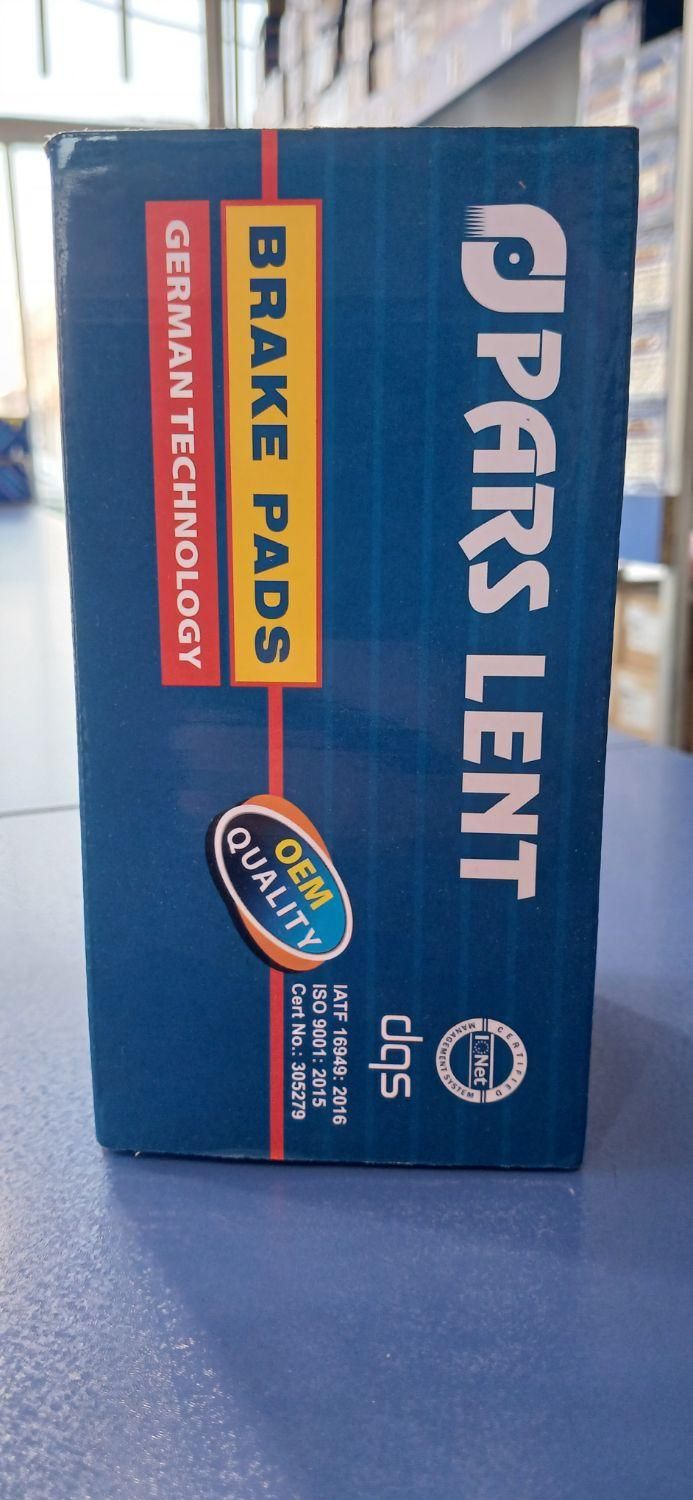 PARS LENT
BRAKE PADS
GERMAN TECHNOLOGY
OEM
QUALITY
CERTIFIED
IQNet
MANAGEMENT SYSTEM
dqs
IATF 16949: 2016
ISO 9001: 2015
Cert No.: 305279